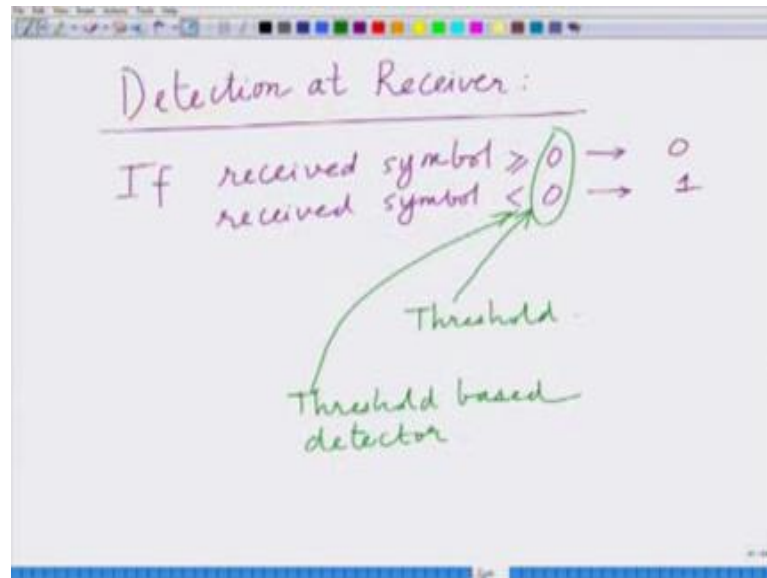 Detection at Receiver:
If received symbol ≥ 0 → 0
received symbol < 0 → 1
Threshold.
Threshold based
detector